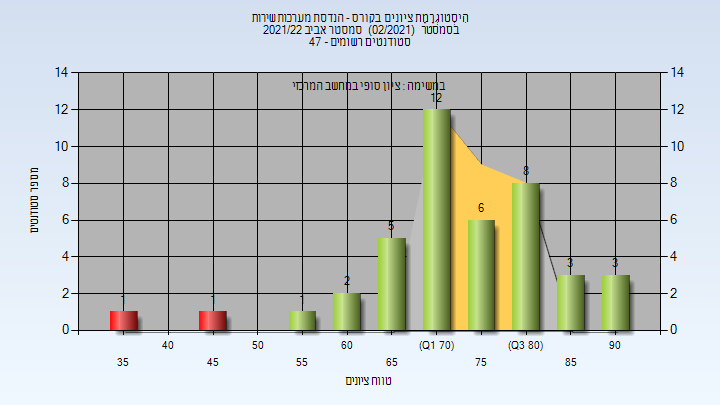 היסטוגרמת ציונים בקורס - הנדסת מערכות שירות
בסמסטר (02/2021) סמסטר אביב 2021/22
סטודנטים רשומים - 47
במשימה : ציון סופי במחשב המרכזי
מספר סטודנטים
14 14
12 12
10 10
8 8
6 6
4 4
2 2
0 0
1 1 1 2 5 12 6 8 3 3
40 50 60 (Q1 70) (Q3 80) 90
35 45 55 65 75 85
טווח ציונים